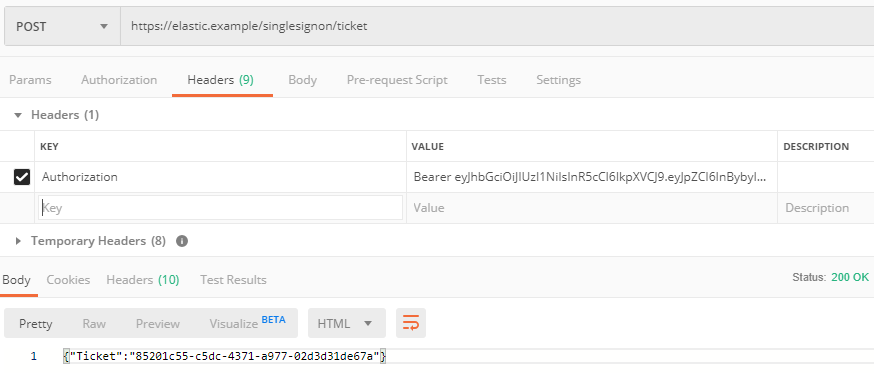 POST https://elastic.example/singlesignon/ticket
Params Authorization Headers (9) Body Pre-request Script Tests Settings
Headers (1)
KEY VALUE DESCRIPTION
Authorization Bearer eyJhbGciOiJIUzI1NiIsInR5cCI6IkpXVCJ9.eyJpZCI6InBybyI...
Key Value Description
Temporary Headers (8)
Body Cookies Headers (10) Test Results Status: 200 OK
Pretty Raw Preview Visualize BETA HTML
1 {"Ticket":"85201c55-c5dc-4371-a977-02d3d31de67a"}